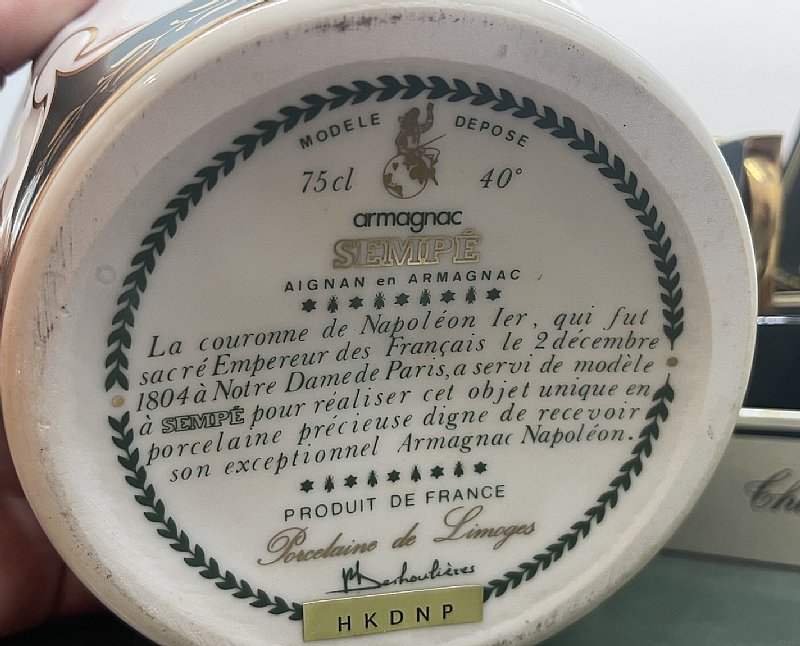 MODELE DEPOSE
75cl 40°
armagnac
SEMPÉ
AIGNAN en ARMAGNAC
La couronne de Napoléon Ier, qui fut
sacré Empereur des Français le 2 décembre
1804 à Notre Dame de Paris, a servi de modèle
à SEMPÉ pour réaliser cet objet unique en
porcelaine précieuse digne de recevoir
son exceptionnel Armagnac Napoléon.
PRODUIT DE FRANCE
Porcelaine de Limoges
Deshoulières
HKDNP